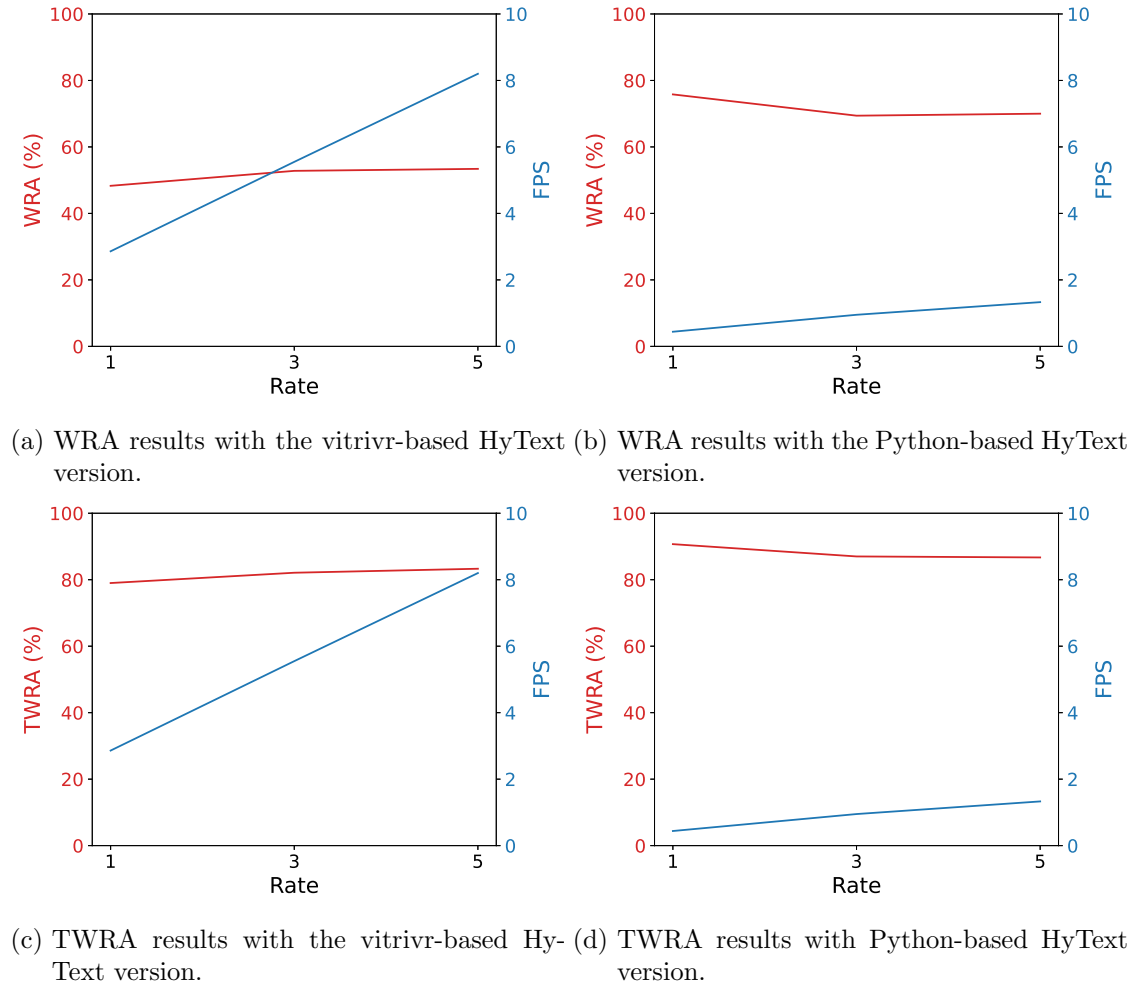 100
80
60
40
20
0
WRA (%)
10
8
6
4
2
0
FPS
1 3 5
Rate
100
80
60
40
20
0
WRA (%)
10
8
6
4
2
0
FPS
1 3 5
Rate
(a) WRA results with the vitrivr-based HyText
version.
(b) WRA results with the Python-based HyText
version.
100
80
60
40
20
0
TWRA (%)
10
8
6
4
2
0
FPS
1 3 5
Rate
100
80
60
40
20
0
TWRA (%)
10
8
6
4
2
0
FPS
1 3 5
Rate
(c) TWRA results with the vitrivr-based Hy-
Text version.
(d) TWRA results with Python-based HyText
version.